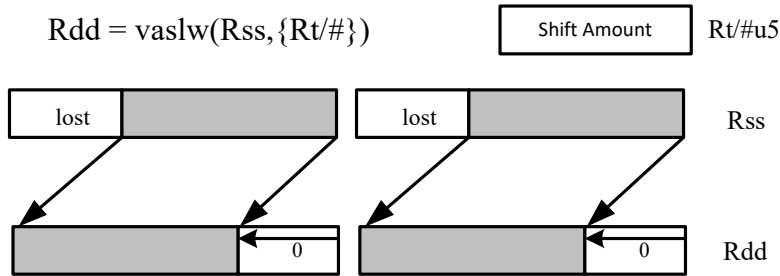 Rdd = vaslw(Rss,{Rt/#})
Shift Amount
Rt/#u5
lost
lost
Rss
0
0
Rdd